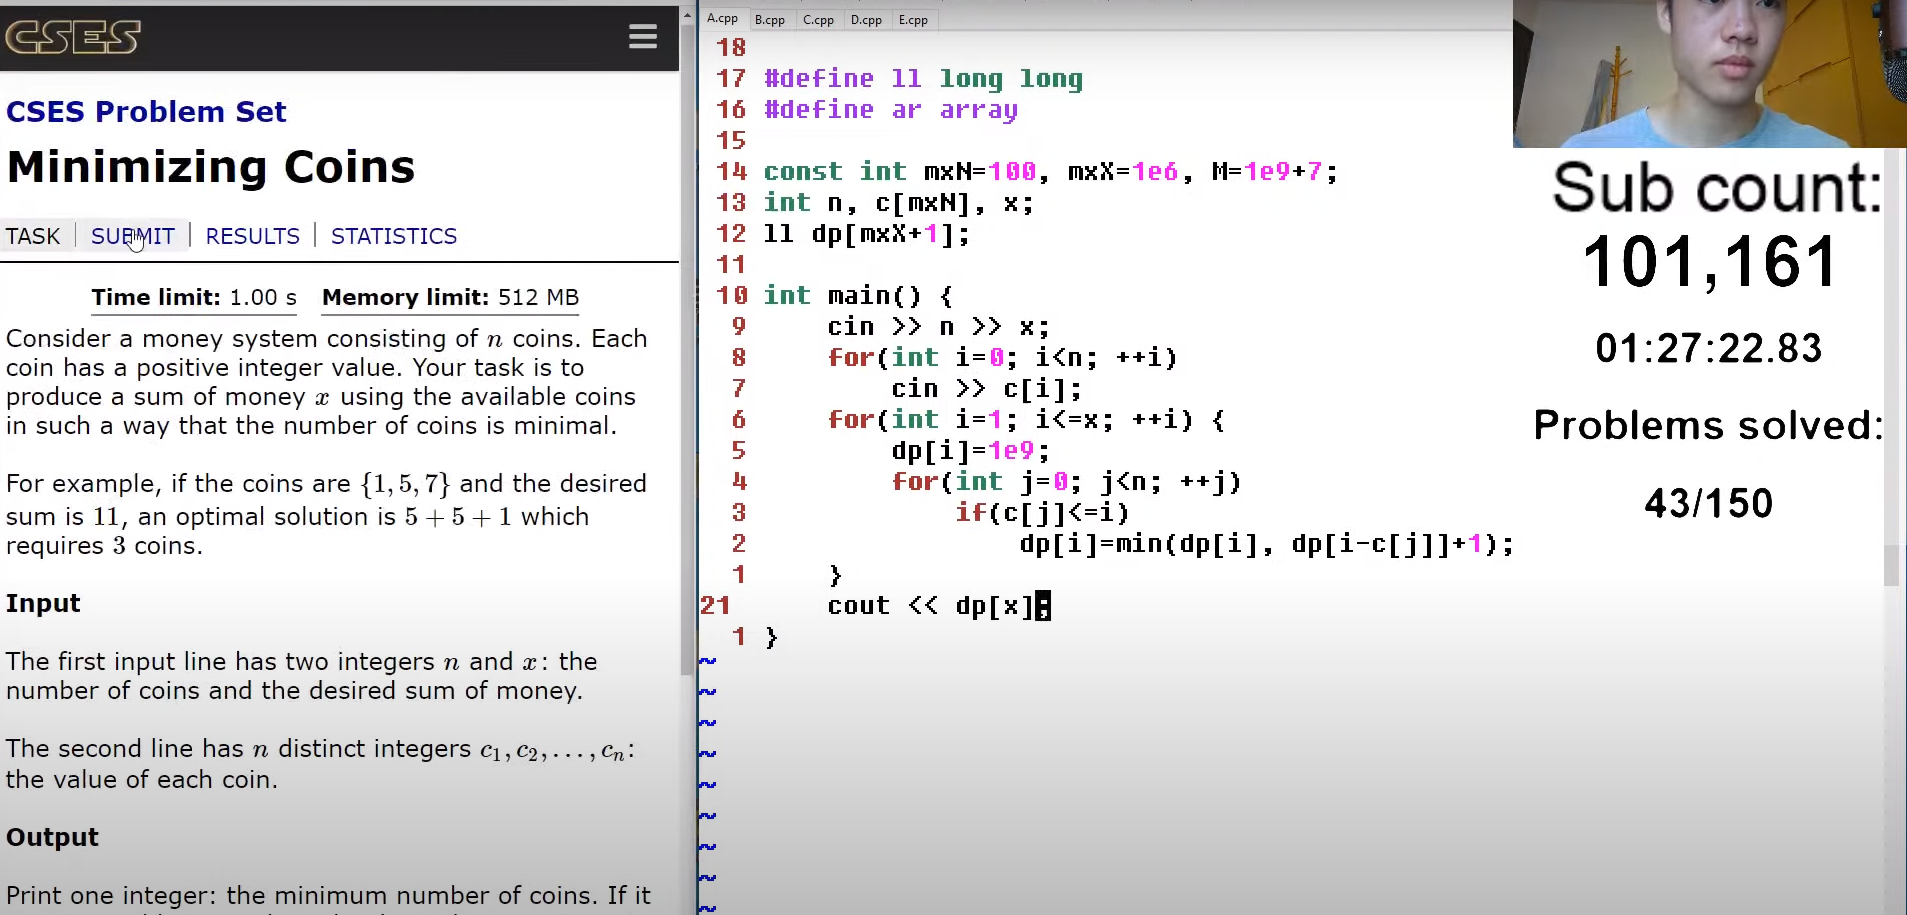 CSES
CSES Problem Set
Minimizing Coins
TASK | SUBMIT | RESULTS | STATISTICS
Time limit: 1.00 s Memory limit: 512 MB
Consider a money system consisting of n coins. Each
coin has a positive integer value. Your task is to
produce a sum of money x using the available coins
in such a way that the number of coins is minimal.
For example, if the coins are {1, 5, 7} and the desired
sum is 11, an optimal solution is 5 + 5 + 1 which
requires 3 coins.
Input
The first input line has two integers n and x: the
number of coins and the desired sum of money.
The second line has n distinct integers c1, c2, ..., cn:
the value of each coin.
Output
Print one integer: the minimum number of coins. If it
A.cpp B.cpp C.cpp D.cpp E.cpp
18
17 #define ll long long
16 #define ar array
15
14 const int mxN=100, mxX=1e6, M=1e9+7;
13 int n, c[mxN], x;
12 ll dp[mxX+1];
11
10 int main() {
9 cin >> n >> x;
8 for(int i=0; i<n; ++i)
7 cin >> c[i];
6 for(int i=1; i<=x; ++i) {
5 dp[i]=1e9;
4 for(int j=0; j<n; ++j)
3 if(c[j]<=i)
2 dp[i]=min(dp[i], dp[i-c[j]]+1);
1 }
21 cout << dp[x];
1 }
~
~
~
~
~
~
~
~
~
Sub count:
101,161
01:27:22.83
Problems solved:
43/150